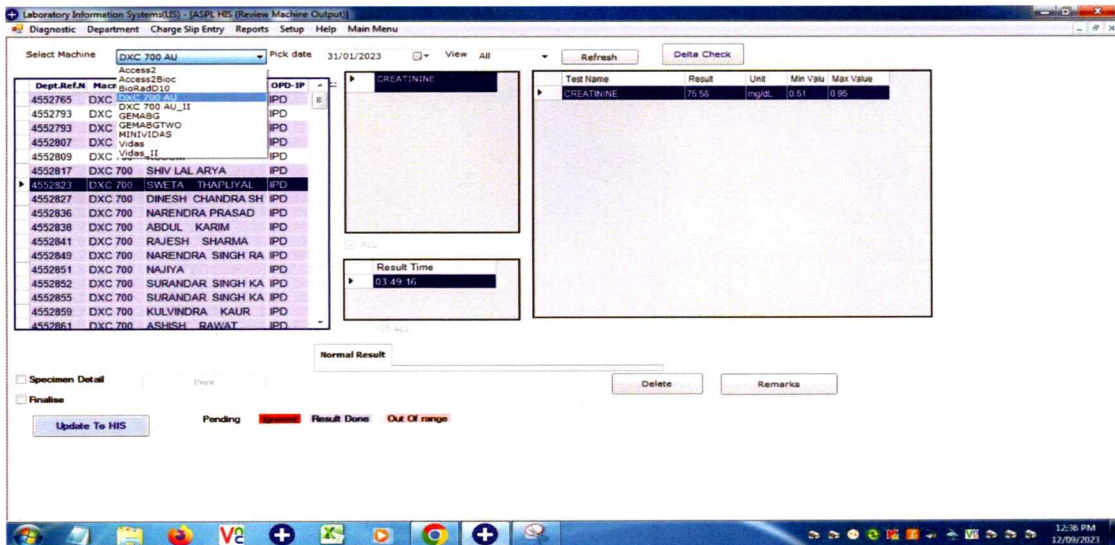 Laboratory Information Systems(LIS) - [ASPL HIS (Review Machine Output)]
Diagnostic Department Charge Slip Entry Reports Setup Help Main Menu
Select Machine DXC 700 AU Pick date 31/01/2023 View All Refresh Delta Check
Access2
Access2Bioc
BioRadD10
DXC 700 AU
DXC 700 AU_II
GEMABG
GEMABGTWO
MINIVIDAS
Vidas
Vidas_II
Dept.Ref.N Macr OPD-IP
4552765 DXC IPD
4552793 DXC IPD
4552793 DXC IPD
4552807 DXC IPD
4552809 DXC IPD
4552817 DXC 700 SHIV LAL ARYA IPD
4552823 DXC 700 SWETA THAPLIYAL IPD
4552827 DXC 700 DINESH CHANDRA SH IPD
4552836 DXC 700 NARENDRA PRASAD IPD
4552838 DXC 700 ABDUL KARIM IPD
4552841 DXC 700 RAJESH SHARMA IPD
4552849 DXC 700 NARENDRA SINGH RA IPD
4552851 DXC 700 NAJIYA IPD
4552852 DXC 700 SURANDAR SINGH KA IPD
4552855 DXC 700 SURANDAR SINGH KA IPD
4552859 DXC 700 KULVINDRA KAUR IPD
4552861 DXC 700 ASHISH RAWAT IPD
CREATININE
ALL
Result Time
03:49:16
ALL
Test Name Result Unit Min Valu Max Value
CREATININE 75.58 mg/dL 0.51 0.95
Normal Result
Specimen Detail Print Delete Remarks
Finalise
Update To HIS Pending Ignored Result Done Out Of range
12:36 PM
12/09/2023